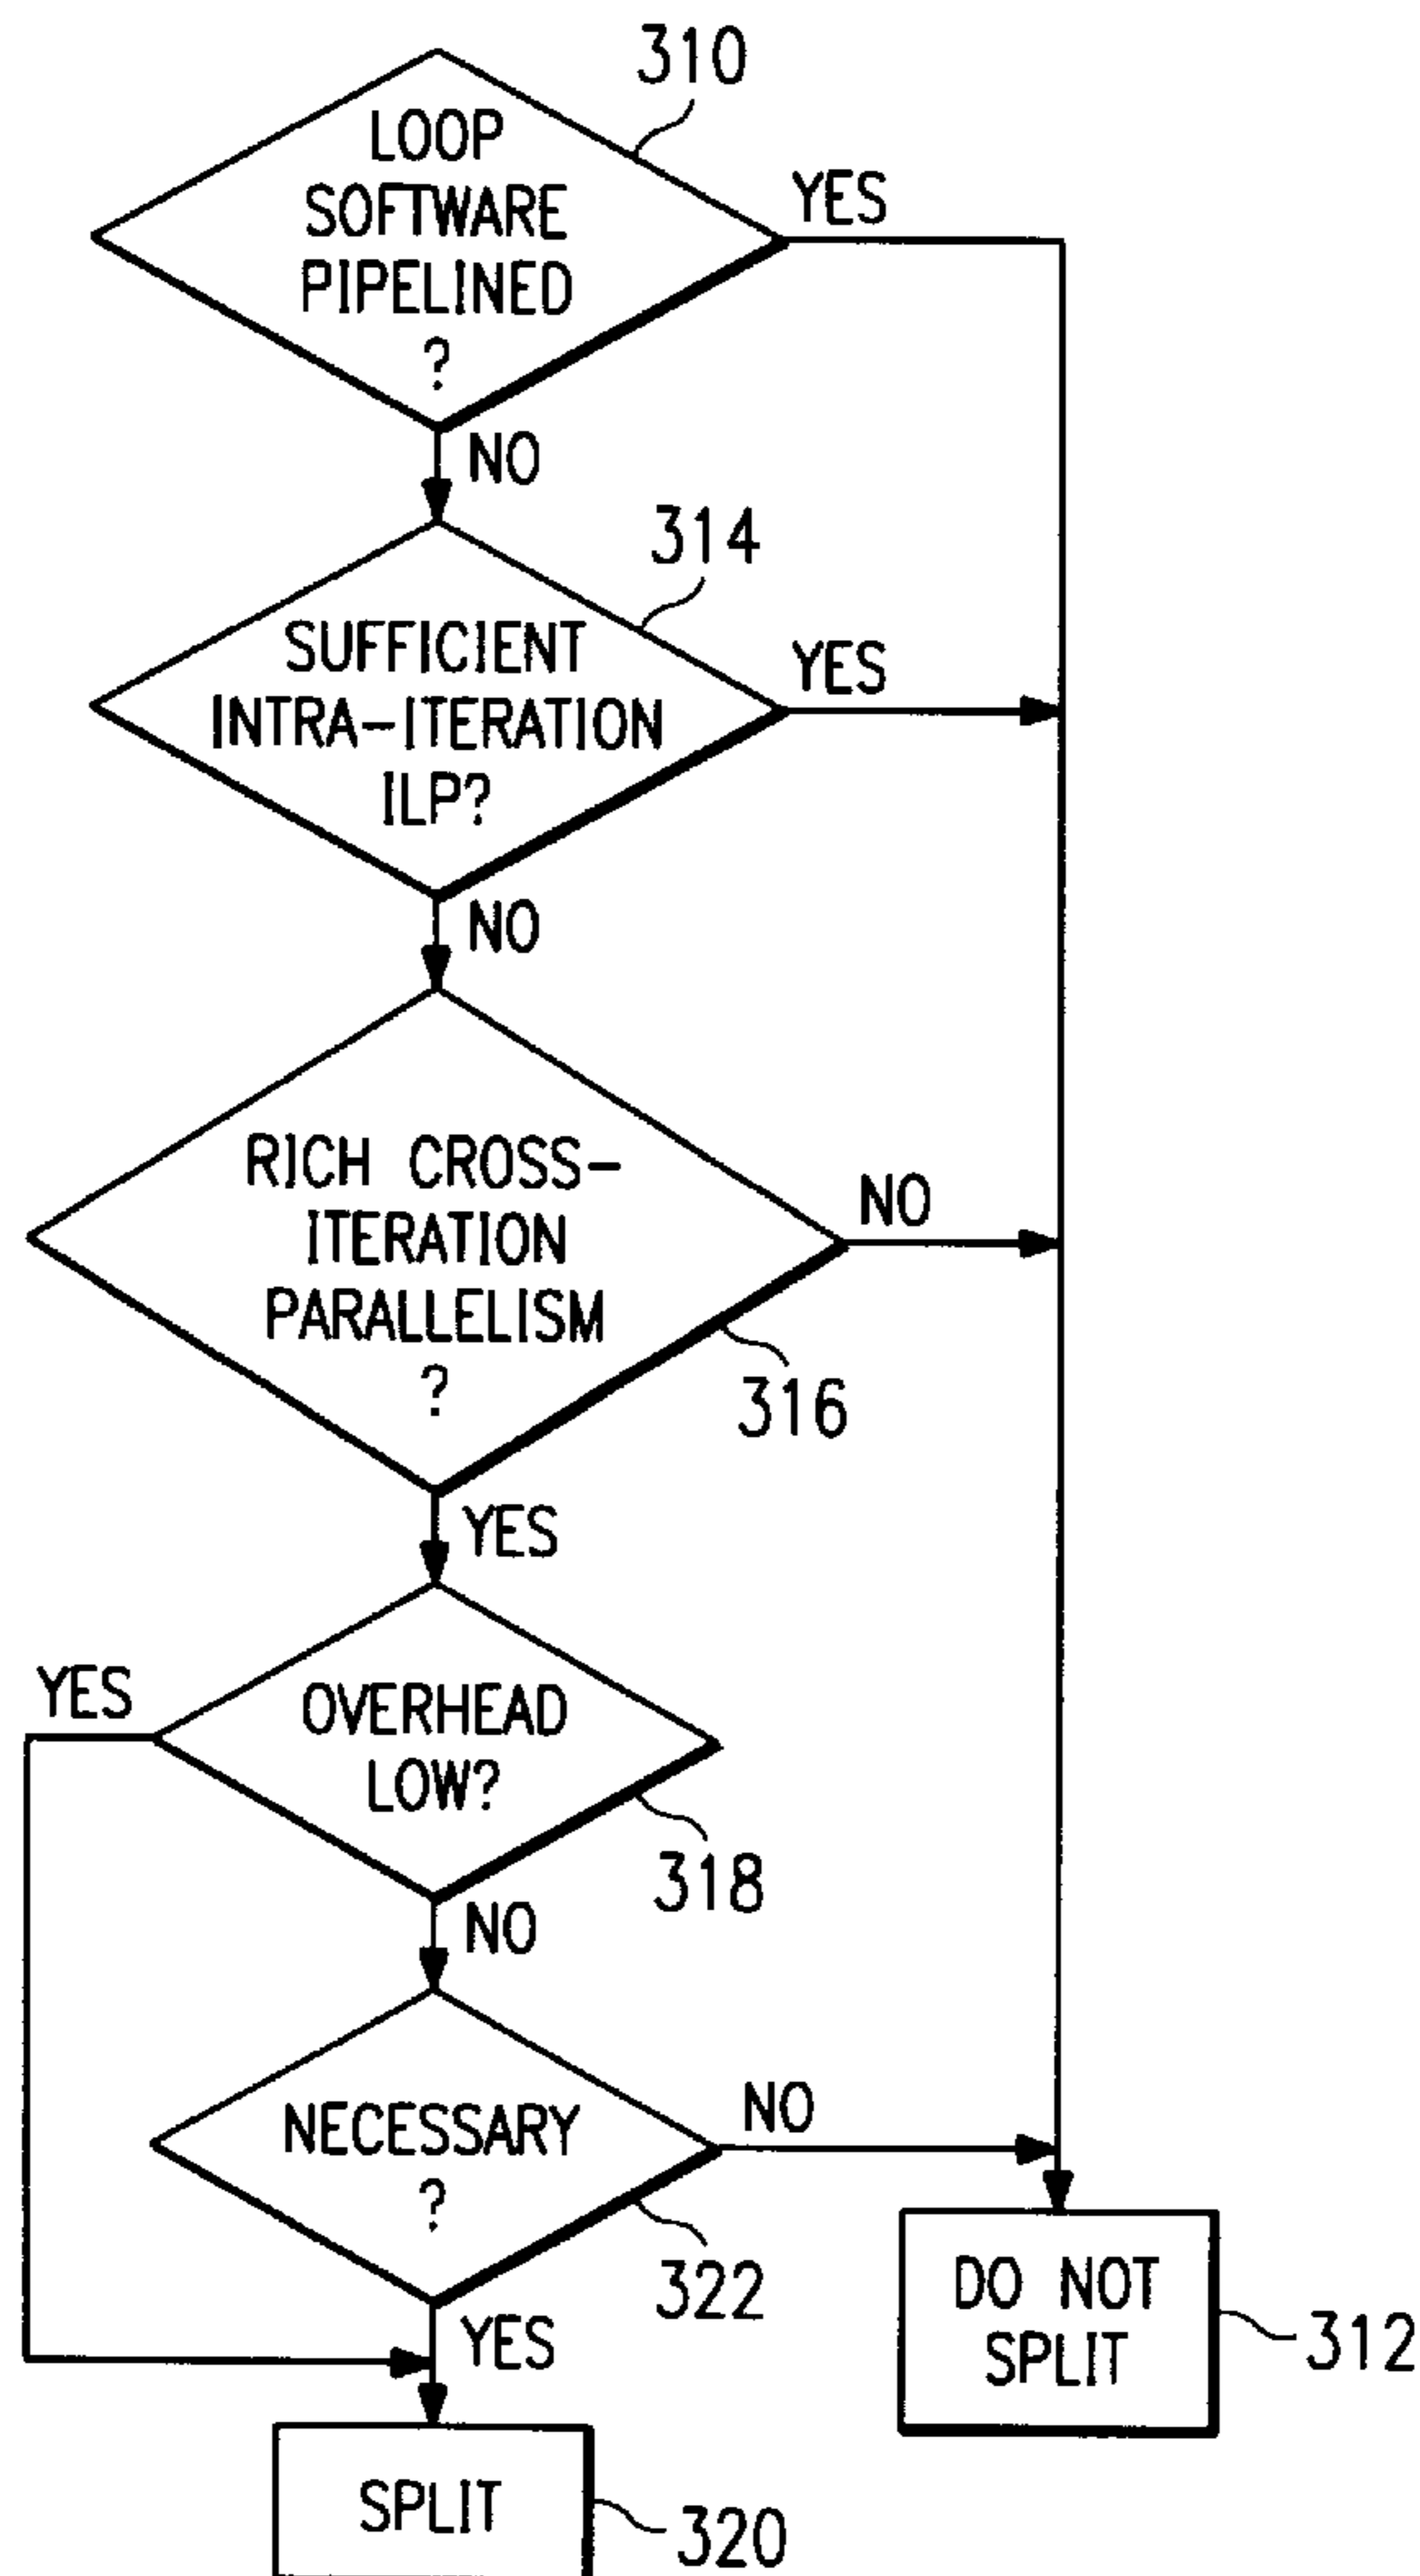 310
LOOP
SOFTWARE
PIPELINED
?
YES
NO
314
SUFFICIENT
INTRA-ITERATION
ILP?
YES
NO
RICH CROSS-
ITERATION
PARALLELISM
?
NO
316
YES
YES
OVERHEAD
LOW?
318
NO
NECESSARY
?
NO
322
YES
DO NOT
SPLIT
312
SPLIT
320